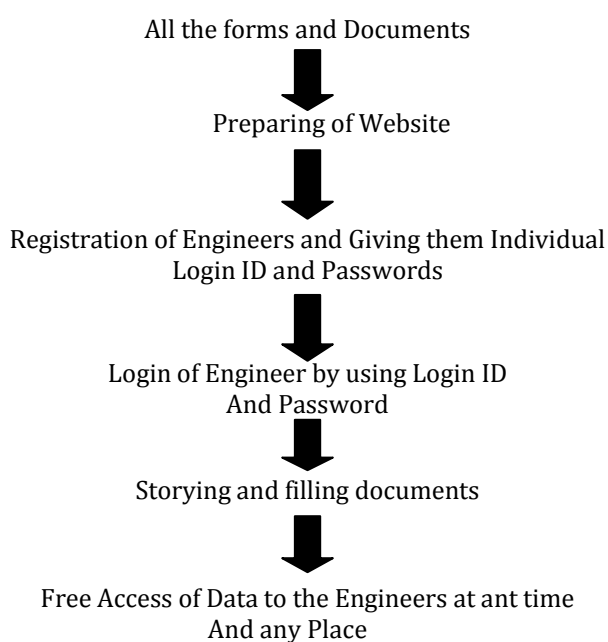 All the forms and Documents
Preparing of Website
Registration of Engineers and Giving them Individual
Login ID and Passwords
Login of Engineer by using Login ID
And Password
Storying and filling documents
Free Access of Data to the Engineers at ant time
And any Place